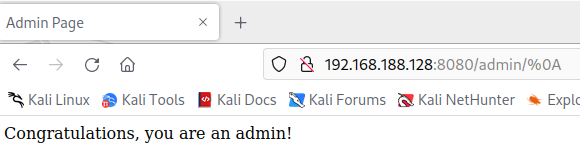 Admin Page
192.168.188.128:8080/admin/%0A
Kali Linux Kali Tools Kali Docs Kali Forums Kali NetHunter Explo
Congratulations, you are an admin!